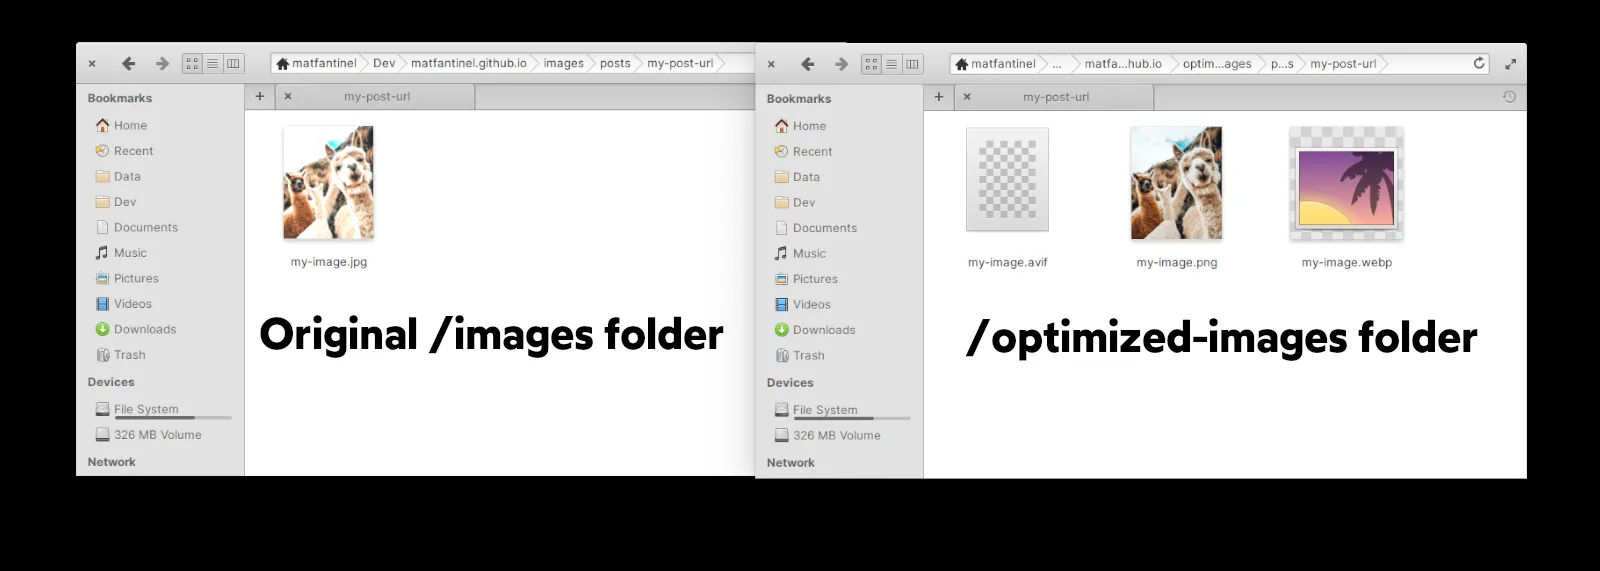 matfantinel Dev matfantinel.github.io images posts my-post-url
Bookmarks
my-post-url
Home
Recent
Data
Dev
Documents
Music
Pictures
Videos
Downloads
Trash
Devices
File System
326 MB Volume
Network
my-image.jpg
Original /images folder
matfantinel ... matfa...hub.io optim...ages p...s my-post-url
Bookmarks
my-post-url
Home
Recent
Data
Dev
Documents
Music
Pictures
Videos
Downloads
Trash
Devices
File System
326 MB Volume
Network
my-image.avif
my-image.png
my-image.webp
/optimized-images folder